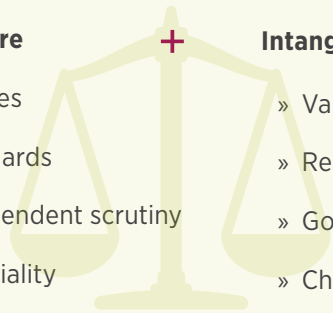 re
es
ards
endent scrutiny
iality
+
Intang
» Va
» Re
» Go
» Ch